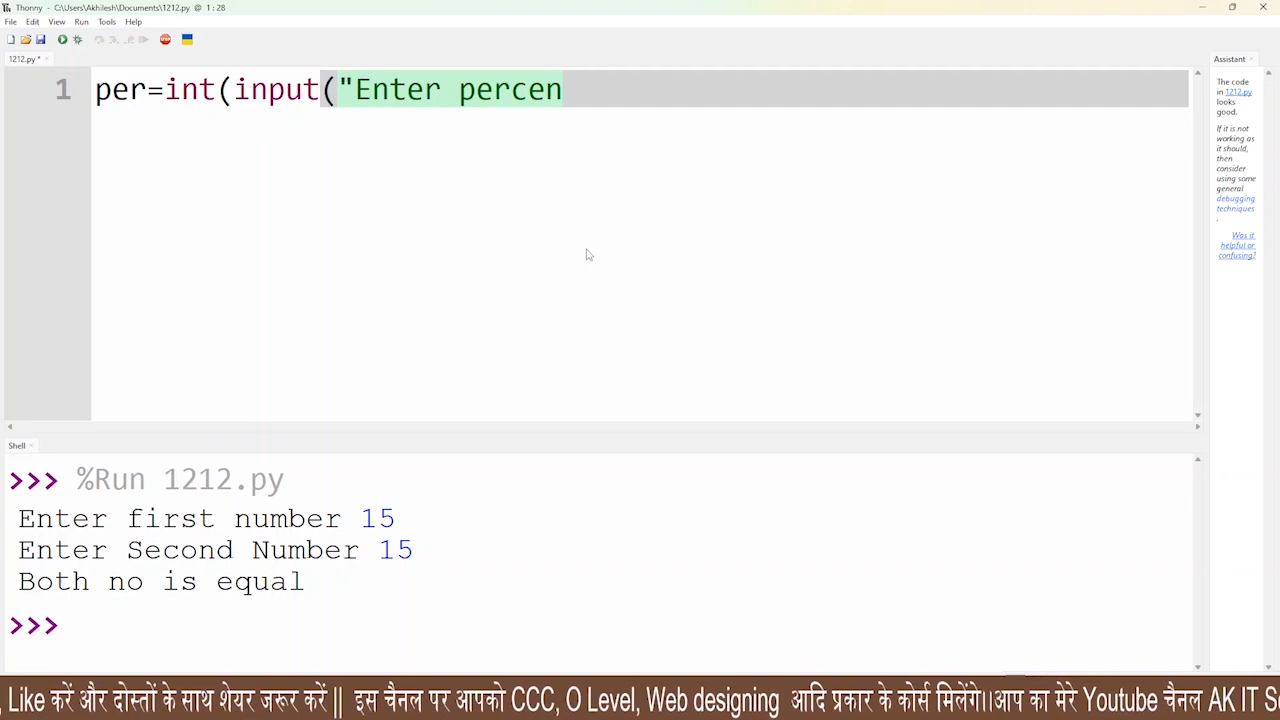 Thonny - C:\Users\Akhilesh\Documents\1212.py @ 1:28
File Edit View Run Tools Help
STOP
1212.py * ×
1 per=int(input("Enter percen
Assistant ×
The code
in 1212.py
looks
good.
If it is not
working as
it should,
then
consider
using some
general
debugging
techniques
.
Was it
helpful or
confusing?
Shell ×
>>> %Run 1212.py
Enter first number 15
Enter Second Number 15
Both no is equal
>>>
Like करें और दोस्तों के साथ शेयर जरूर करें || इस चैनल पर आपको CCC, O Level, Web designing आदि प्रकार के कोर्स मिलेंगे।।आप का मेरे Youtube चैनल AK IT S